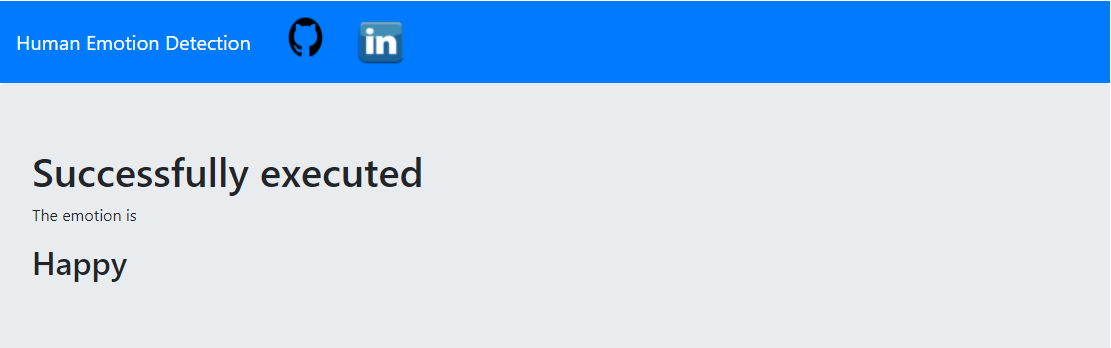 Human Emotion Detection
in
Successfully executed
The emotion is
Happy